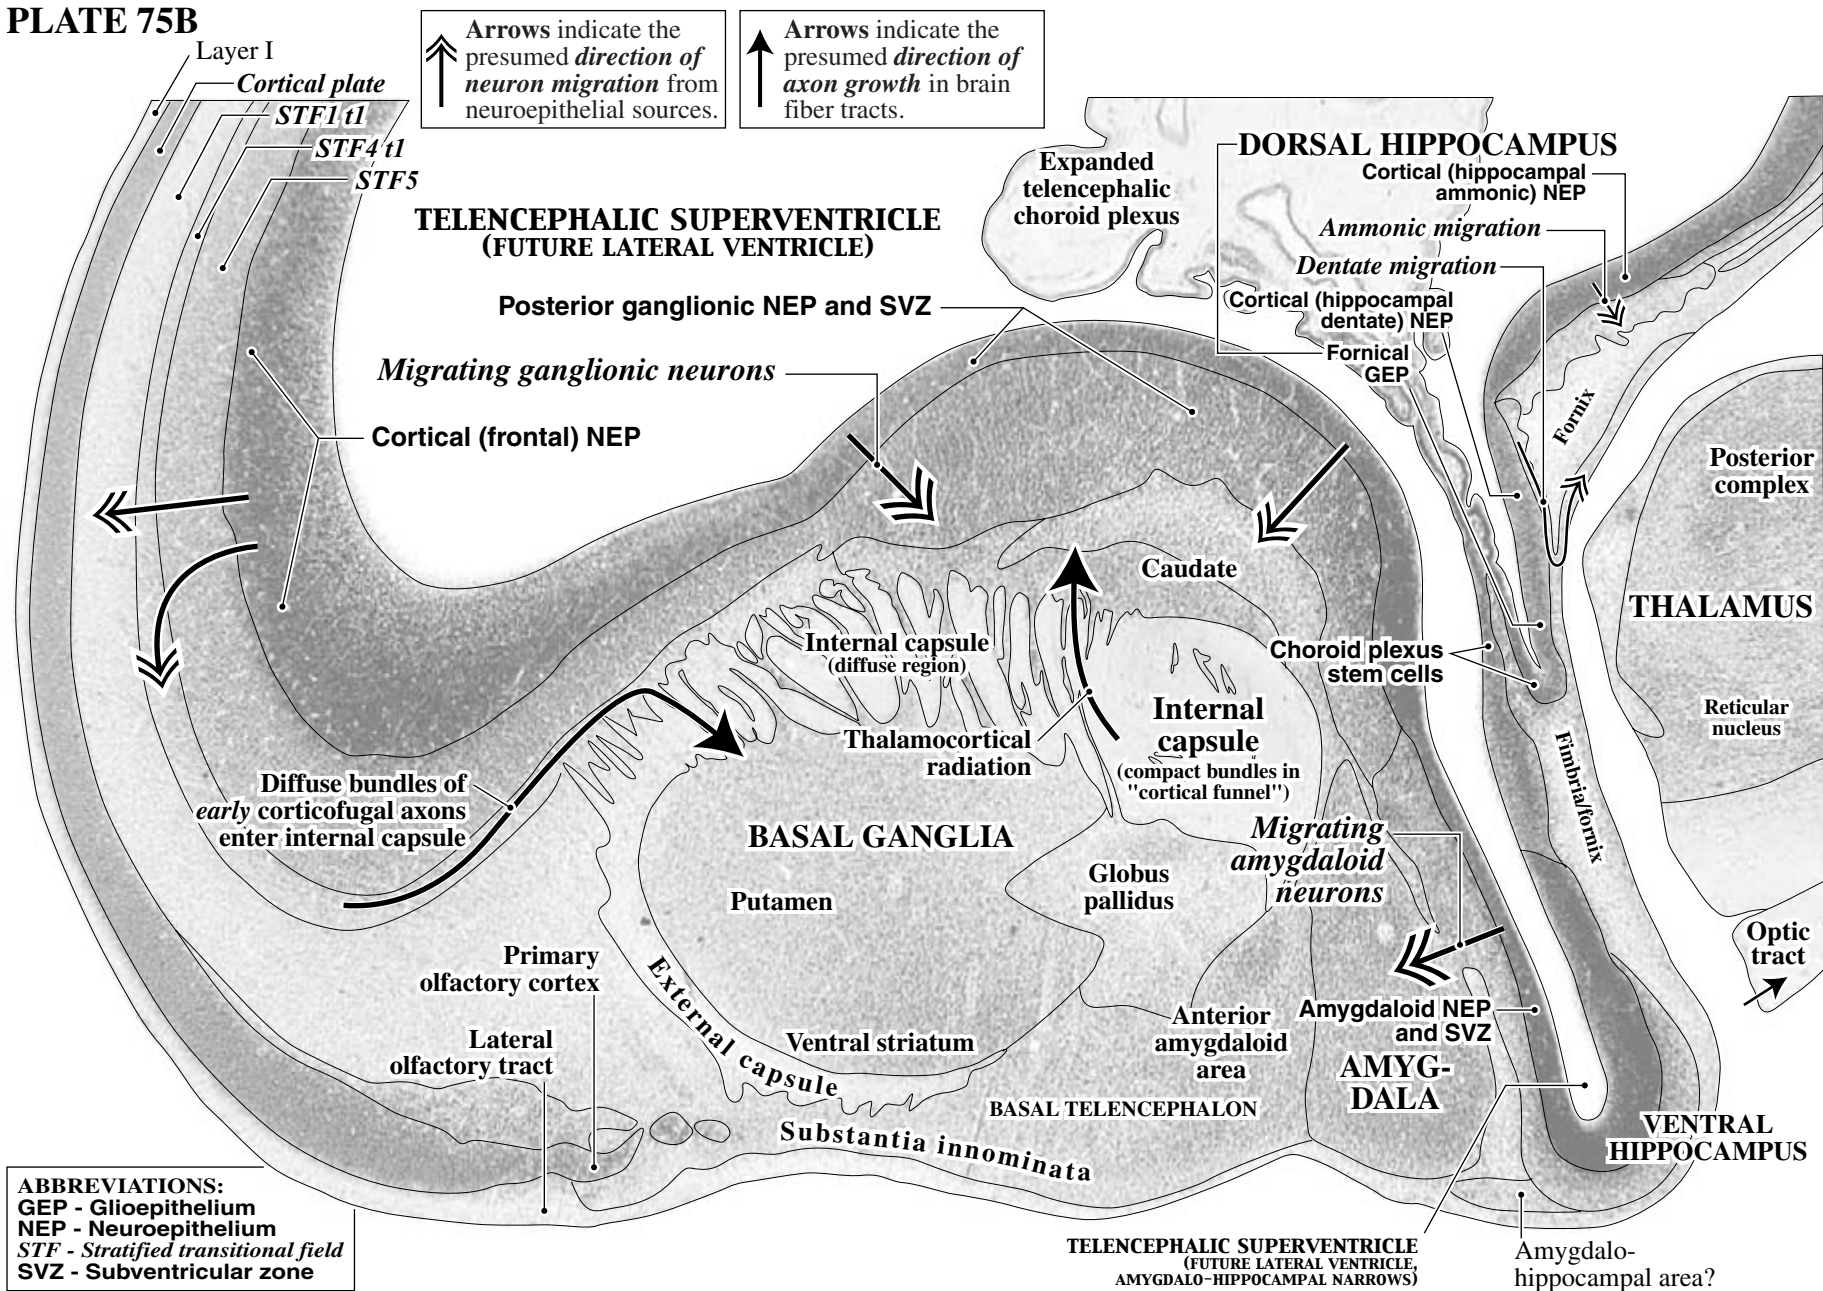 PLATE 75B
Layer I
Cortical plate
STF1 t1
STF4 t1
STF5
Arrows indicate the
presumed direction of
neuron migration from
neuroepithelial sources.
Arrows indicate the
presumed direction of
axon growth in brain
fiber tracts.
TELENCEPHALIC SUPERVENTRICLE
(FUTURE LATERAL VENTRICLE)
Expanded
telencephalic
choroid plexus
DORSAL HIPPOCAMPUS
Cortical (hippocampal
ammonic) NEP
Ammonic migration
Dentate migration
Cortical (hippocampal
dentate) NEP
Fornical
GEP
Posterior ganglionic NEP and SVZ
Migrating ganglionic neurons
Cortical (frontal) NEP
Fornix
Posterior
complex
THALAMUS
Reticular
nucleus
Caudate
Internal capsule
(diffuse region)
Choroid plexus
stem cells
Thalamocortical
radiation
Internal
capsule
(compact bundles in
"cortical funnel")
Fimbria/fornix
Diffuse bundles of
early corticofugal axons
enter internal capsule
BASAL GANGLIA
Migrating
amygdaloid
neurons
Globus
pallidus
Putamen
Optic
tract
Primary
olfactory cortex
External capsule
Lateral
olfactory tract
Ventral striatum
Anterior
amygdaloid
area
Amygdaloid NEP
and SVZ
AMYG-
DALA
BASAL TELENCEPHALON
Substantia innominata
VENTRAL
HIPPOCAMPUS
ABBREVIATIONS:
GEP - Glioepithelium
NEP - Neuroepithelium
STF - Stratified transitional field
SVZ - Subventricular zone
TELENCEPHALIC SUPERVENTRICLE
(FUTURE LATERAL VENTRICLE,
AMYGDALO-HIPPOCAMPAL NARROWS)
Amygdalo-
hippocampal area?